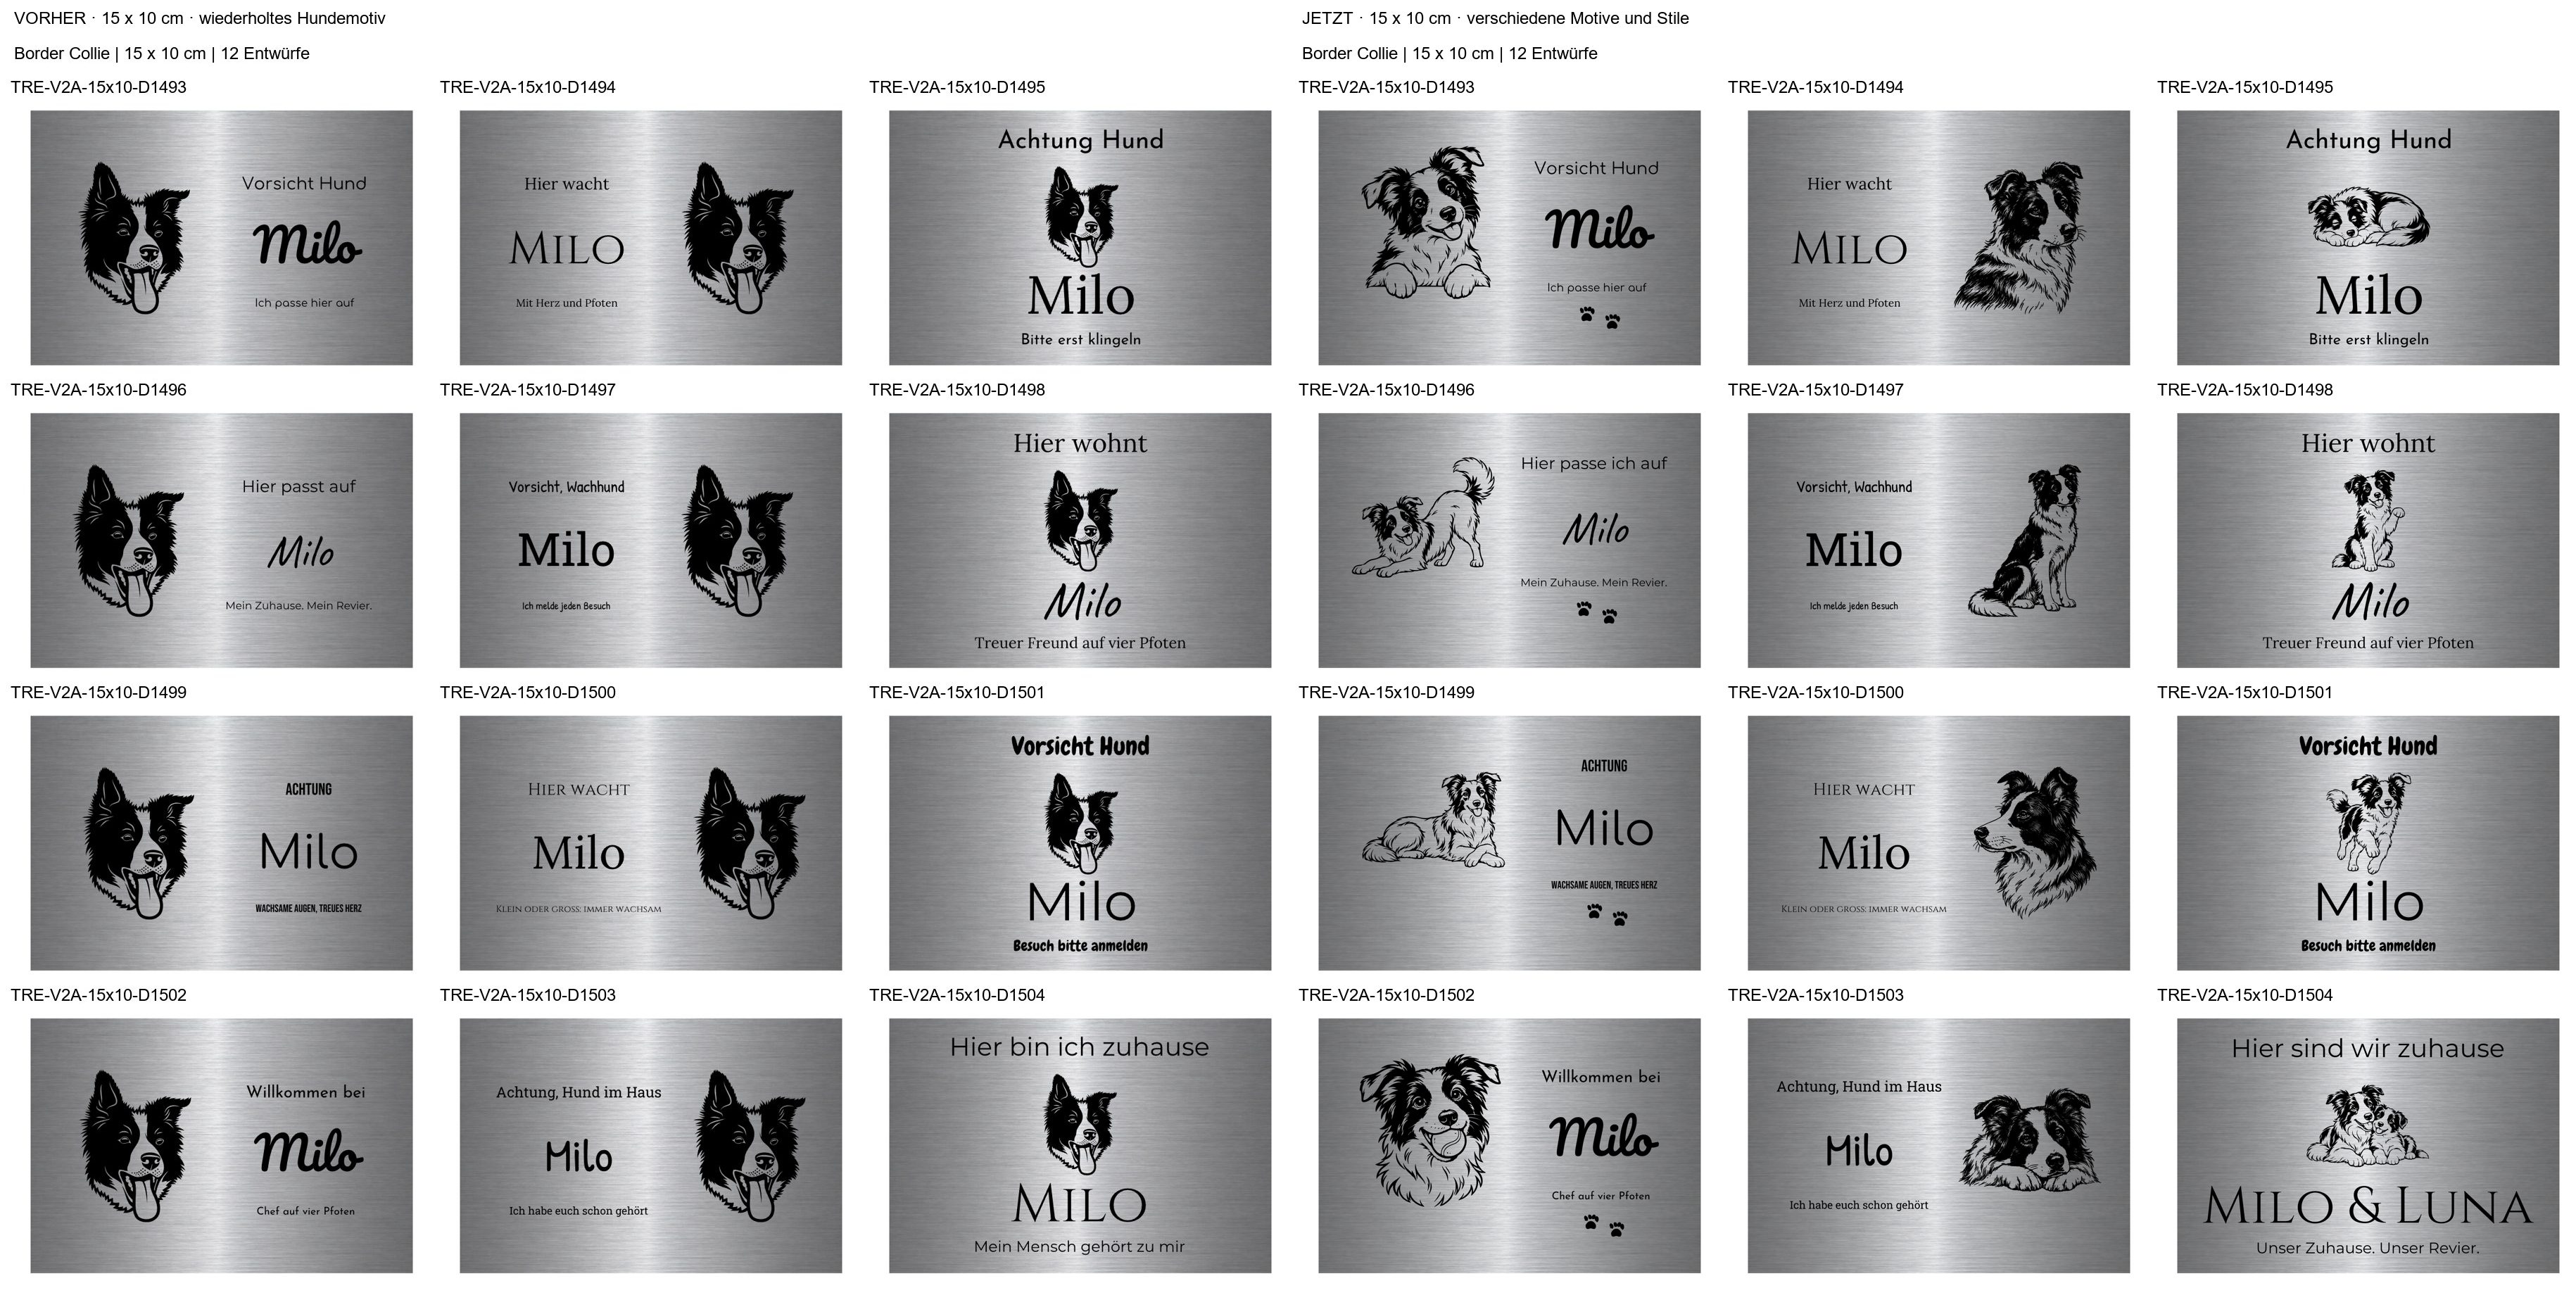 VORHER · 15 x 10 cm · wiederholtes Hundemotiv
Border Collie | 15 x 10 cm | 12 Entwürfe
TRE-V2A-15x10-D1493
Vorsicht Hund
Milo
Ich passe hier auf
TRE-V2A-15x10-D1494
Hier wacht
MILO
Mit Herz und Pfoten
TRE-V2A-15x10-D1495
Achtung Hund
Milo
Bitte erst klingeln
TRE-V2A-15x10-D1496
Hier passt auf
Milo
Mein Zuhause. Mein Revier.
TRE-V2A-15x10-D1497
Vorsicht, Wachhund
Milo
Ich melde jeden Besuch
TRE-V2A-15x10-D1498
Hier wohnt
Milo
Treuer Freund auf vier Pfoten
TRE-V2A-15x10-D1499
ACHTUNG
Milo
WACHSAME AUGEN, TREUES HERZ
TRE-V2A-15x10-D1500
HIER WACHT
Milo
KLEIN ODER GROSS: IMMER WACHSAM
TRE-V2A-15x10-D1501
Vorsicht Hund
Milo
Besuch bitte anmelden
TRE-V2A-15x10-D1502
Willkommen bei
Milo
Chef auf vier Pfoten
TRE-V2A-15x10-D1503
Achtung, Hund im Haus
Milo
Ich habe euch schon gehört
TRE-V2A-15x10-D1504
Hier bin ich zuhause
MILO
Mein Mensch gehört zu mir
JETZT · 15 x 10 cm · verschiedene Motive und Stile
Border Collie | 15 x 10 cm | 12 Entwürfe
TRE-V2A-15x10-D1493
Vorsicht Hund
Milo
Ich passe hier auf
TRE-V2A-15x10-D1494
Hier wacht
MILO
Mit Herz und Pfoten
TRE-V2A-15x10-D1495
Achtung Hund
Milo
Bitte erst klingeln
TRE-V2A-15x10-D1496
Hier passe ich auf
Milo
Mein Zuhause. Mein Revier.
TRE-V2A-15x10-D1497
Vorsicht, Wachhund
Milo
Ich melde jeden Besuch
TRE-V2A-15x10-D1498
Hier wohnt
Milo
Treuer Freund auf vier Pfoten
TRE-V2A-15x10-D1499
ACHTUNG
Milo
WACHSAME AUGEN, TREUES HERZ
TRE-V2A-15x10-D1500
HIER WACHT
Milo
KLEIN ODER GROSS: IMMER WACHSAM
TRE-V2A-15x10-D1501
Vorsicht Hund
Milo
Besuch bitte anmelden
TRE-V2A-15x10-D1502
Willkommen bei
Milo
Chef auf vier Pfoten
TRE-V2A-15x10-D1503
Achtung, Hund im Haus
Milo
Ich habe euch schon gehört
TRE-V2A-15x10-D1504
Hier sind wir zuhause
MILO & LUNA
Unser Zuhause. Unser Revier.